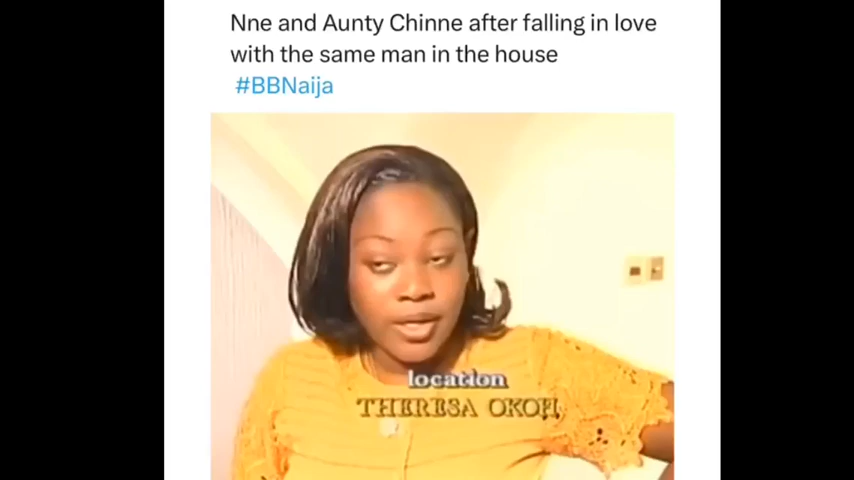 Nne and Aunty Chinne after falling in love
with the same man in the house
#BBNaija
location
THERESA OKOH